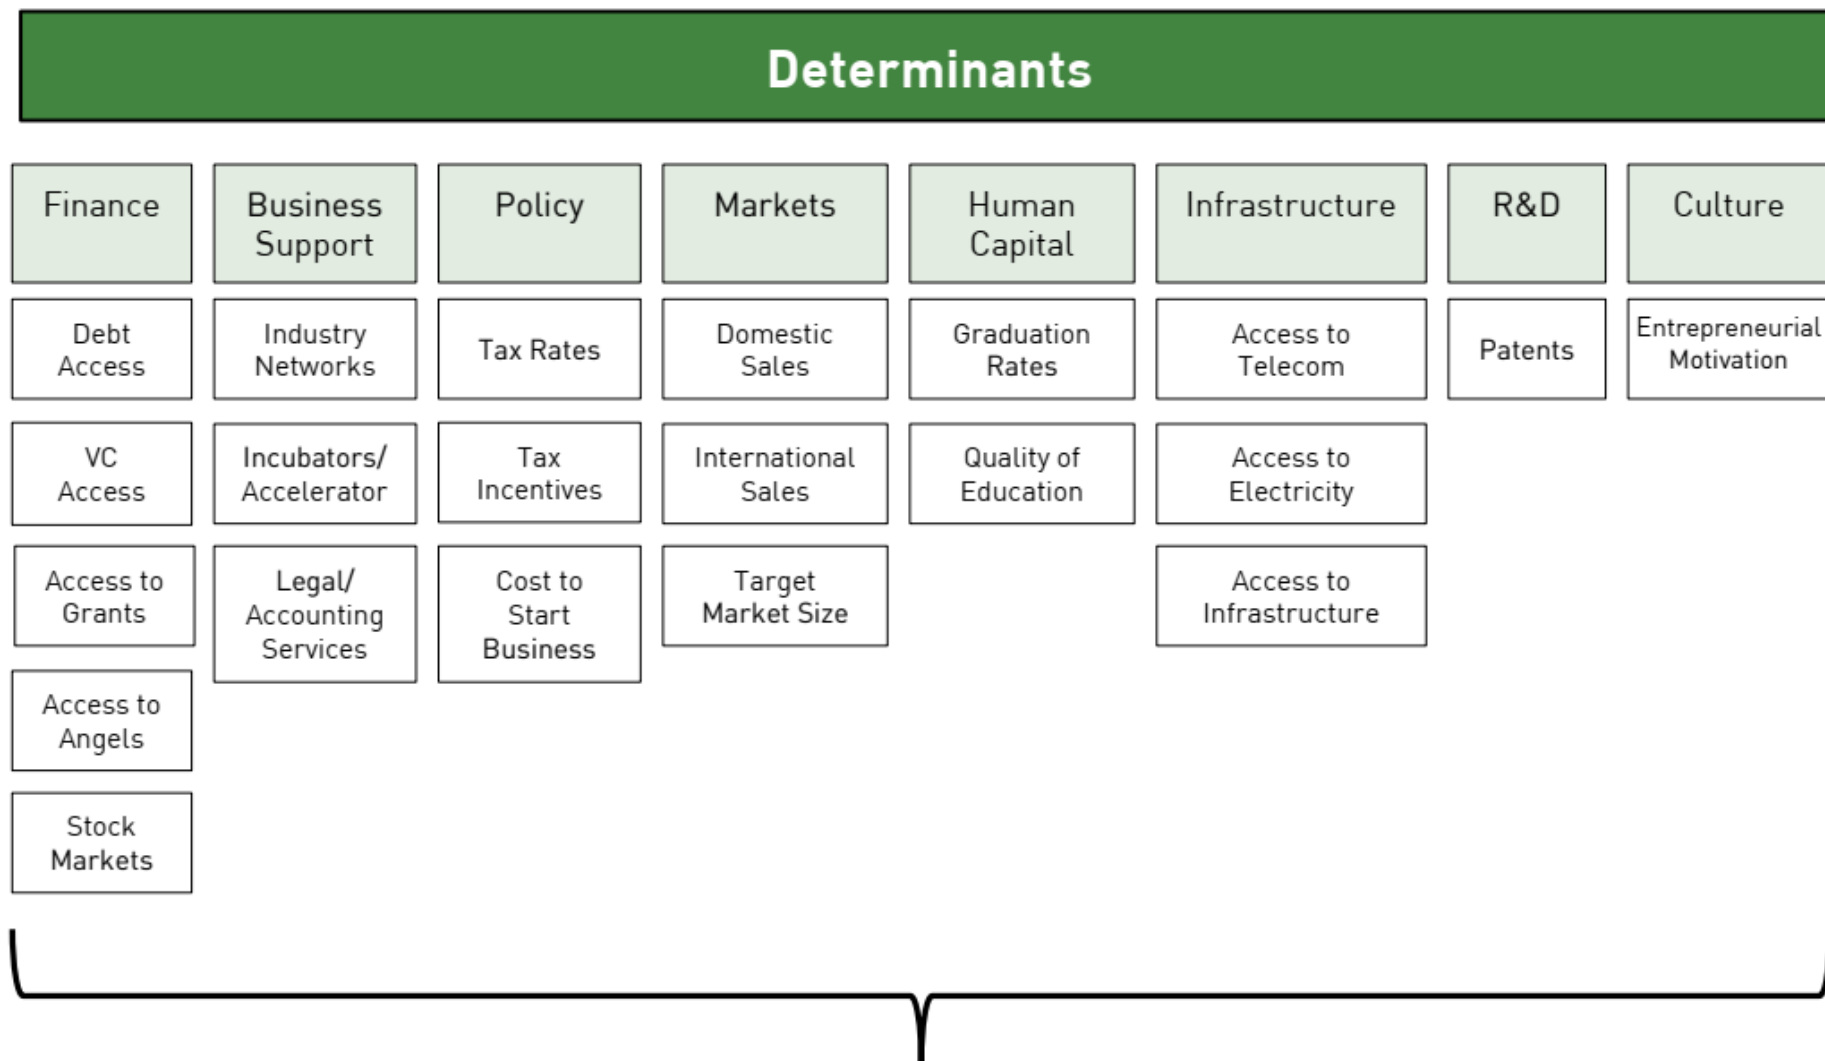 Determinants
Finance
Business
Support
Policy
Markets
Human
Capital
Infrastructure
R&D
Culture
Debt
Access
Industry
Networks
Tax Rates
Domestic
Sales
Graduation
Rates
Access to
Telecom
Patents
Entrepreneurial
Motivation
VC
Access
Incubators/
Accelerator
Tax
Incentives
International
Sales
Quality of
Education
Access to
Electricity
Access to
Grants
Legal/
Accounting
Services
Cost to
Start
Business
Target
Market Size
Access to
Infrastructure
Access to
Angels
Stock
Markets